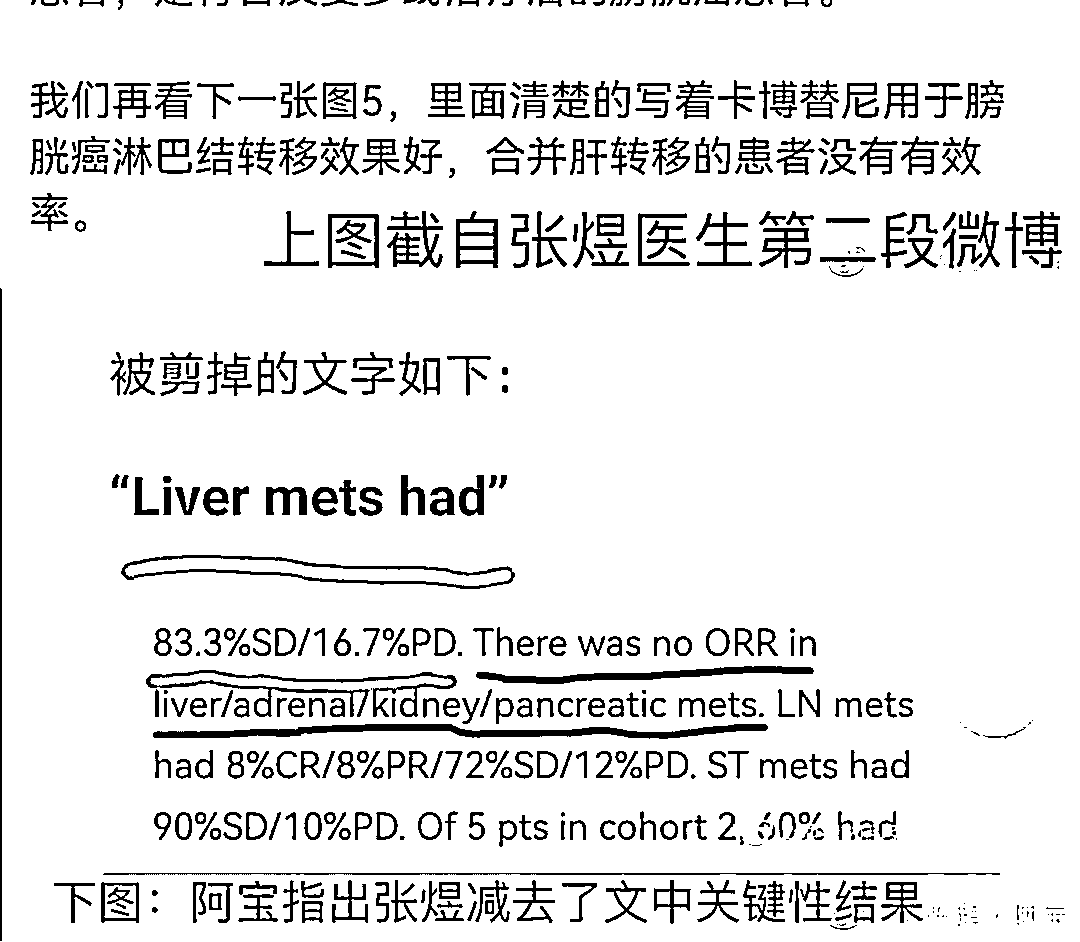 我们再看下一张图5，里面清楚的写着卡博替尼用于膀
胱癌淋巴结转移效果好，合并肝转移的患者没有有效
率。
上图截自张煜医生第二段微博
被剪掉的文字如下：
“Liver mets had”
83.3%SD/16.7%PD. There was no ORR in
liver/adrenal/kidney/pancreatic mets. LN mets
had 8%CR/8%PR/72%SD/12%PD. ST mets had
90%SD/10%PD. Of 5 pts in cohort 2, 60% had
下图：阿宝指出张煜减去了文中关键性结果